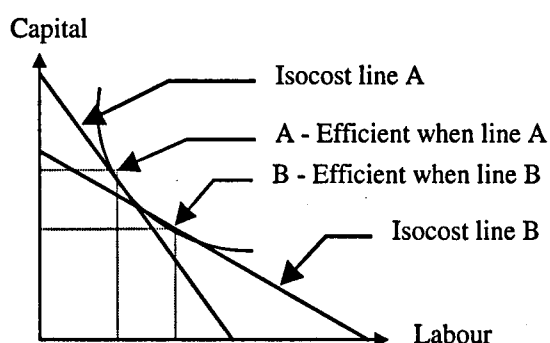 Capital
Isocost line A
A - Efficient when line A
B - Efficient when line B
Isocost line B
Labour